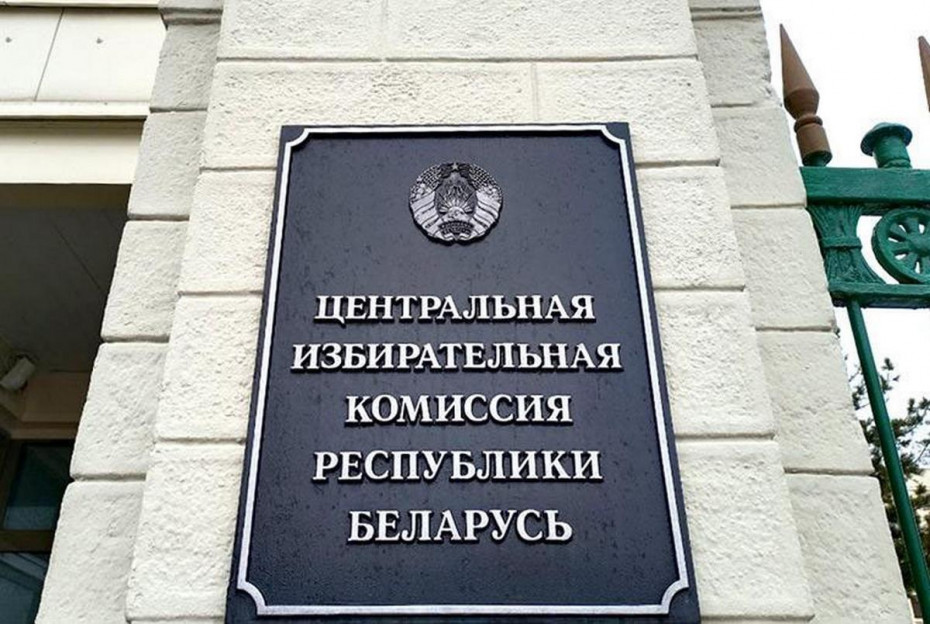 ЦЕНТРАЛЬНАЯ
ИЗБИРАТЕЛЬНАЯ
КОМИССИЯ
РЕСПУБЛИКИ
БЕЛАРУСЬ